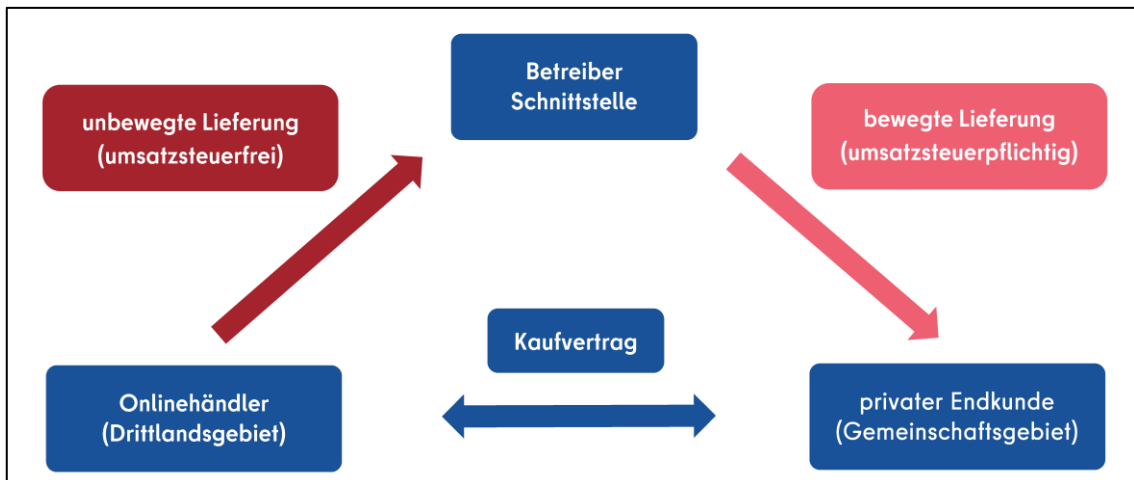 Betreiber
Schnittstelle
unbewegte Lieferung
(umsatzsteuerfrei)
bewegte Lieferung
(umsatzsteuerpflichtig)
Kaufvertrag
Onlinehändler
(Drittlandsgebiet)
privater Endkunde
(Gemeinschaftsgebiet)